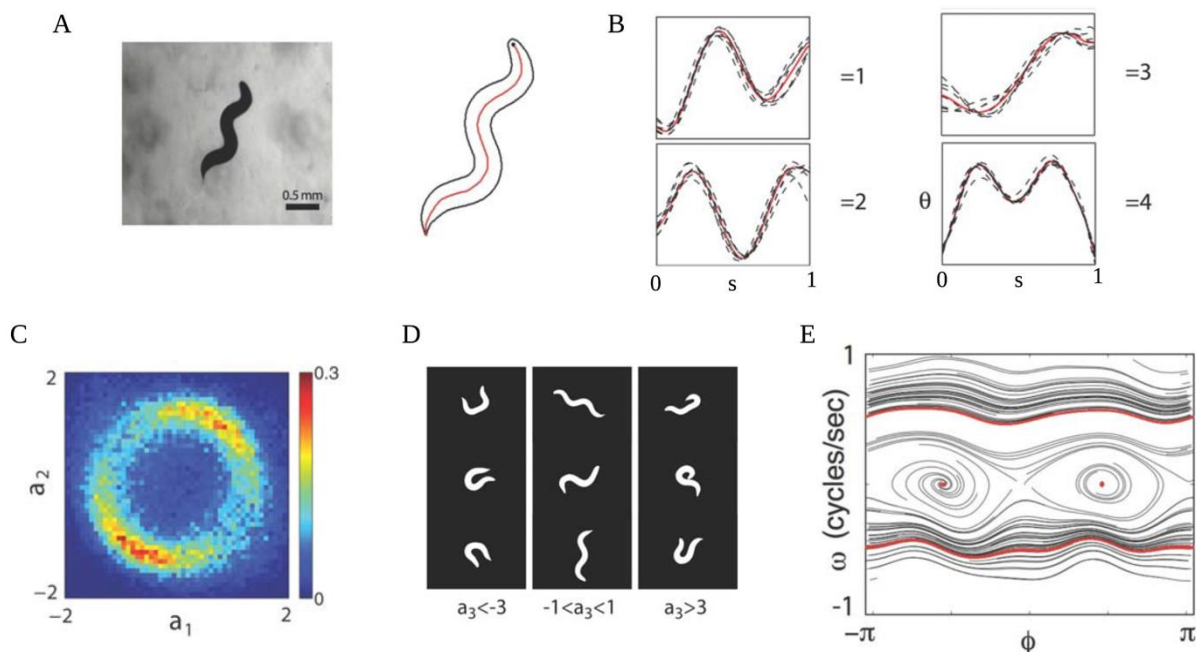 A
0.5 mm
B
=1
=3
=2
θ
=4
0
s
1
0
s
1
C
2
0.3
a₂
-2
0
-2
a₁
2
D
a₃<-3
-1<a₃<1
a₃>3
E
1
ω (cycles/sec)
-1
-π
ϕ
π